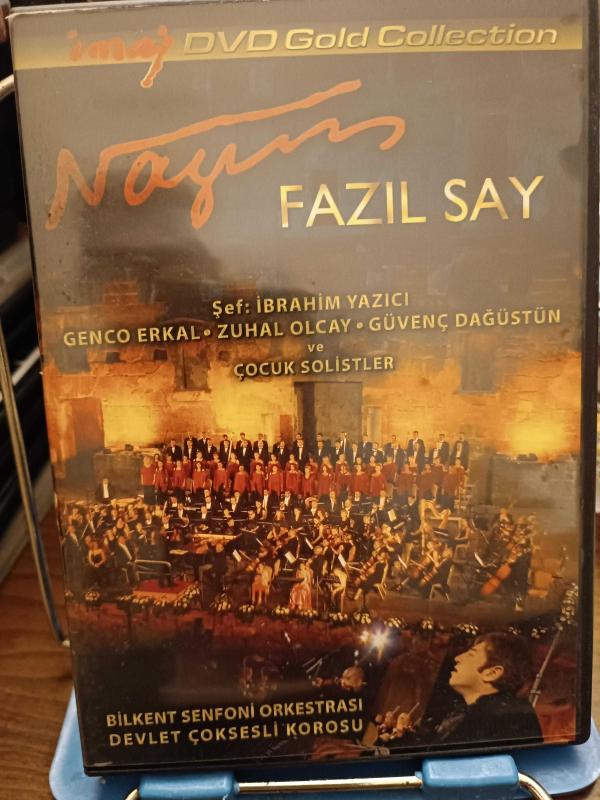 imaj DVD Gold Collection
Nazım
FAZIL SAY
Şef: İBRAHİM YAZICI
GENCO ERKAL • ZUHAL OLCAY • GÜVENÇ DAĞÜSTÜN
ve
ÇOCUK SOLİSTLER
BİLKENT SENFONİ ORKESTRASI
DEVLET ÇOKSESLİ KOROSU